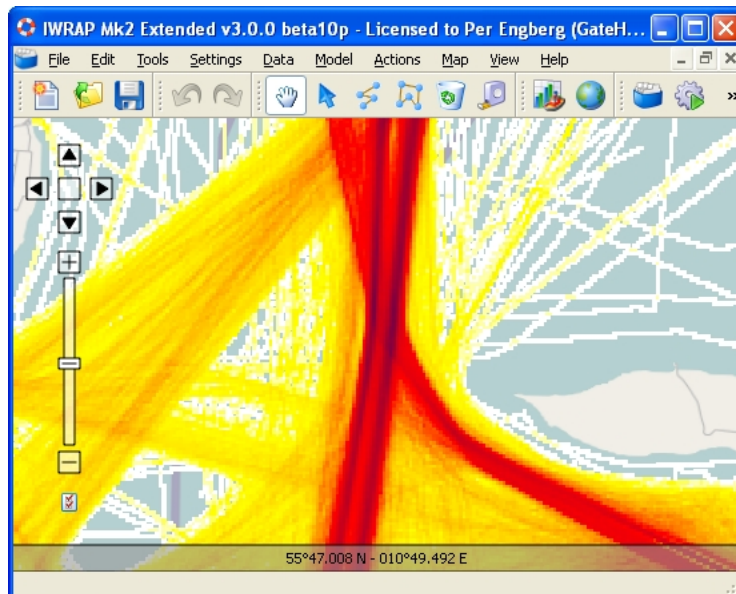 IWRAP Mk2 Extended v3.0.0 beta10p - Licensed to Per Engberg (GateH...
File Edit Tools Settings Data Model Actions Map View Help
55°47.008 N - 010°49.492 E